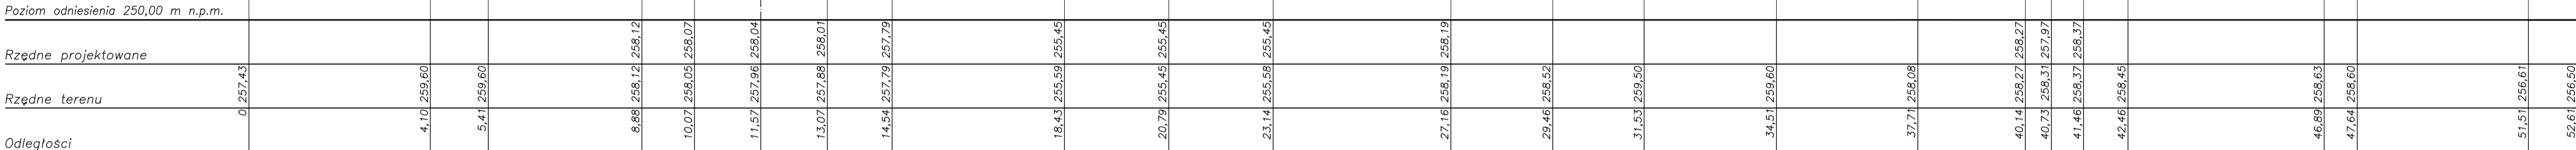 Poziom odniesienia 250,00 m n.p.m.
Rzędne projektowane 258,12 258,07 258,04 258,01 257,79 255,45 255,45 255,45 258,19 258,27 257,97 258,37
Rzędne terenu 257,43 259,60 259,60 258,12 258,05 257,96 257,88 257,79 255,59 255,45 255,58 258,19 258,52 259,50 259,60 258,08 258,27 258,31 258,37 258,45 258,63 258,60 256,61 256,50
Odległości 0 4,10 5,41 8,88 10,07 11,57 13,07 14,54 18,43 20,79 23,14 27,16 29,46 31,53 34,51 37,71 40,14 40,73 41,46 42,46 46,89 47,64 51,51 52,61